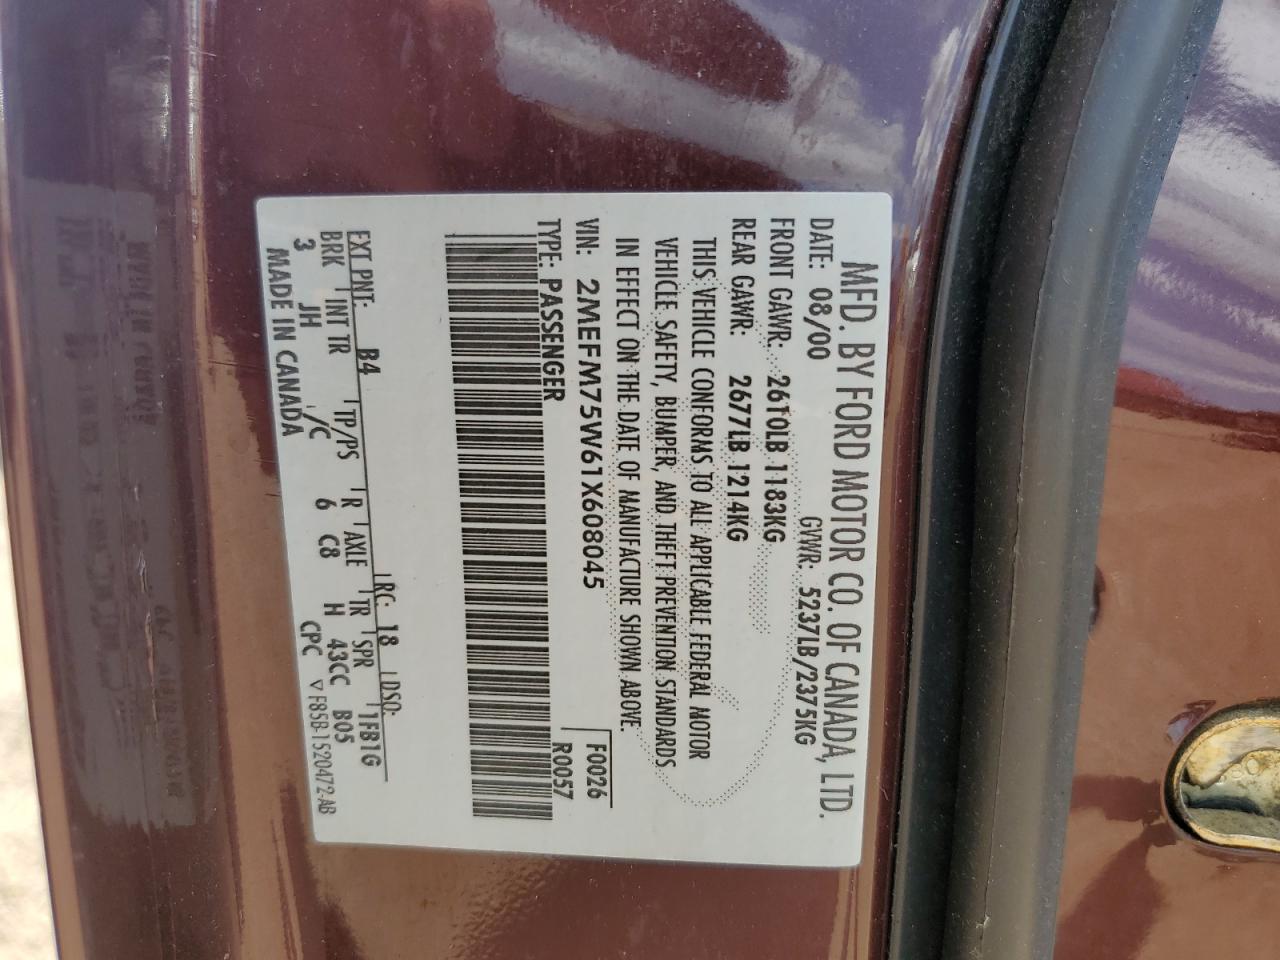 MFD. BY FORD MOTOR CO. OF CANADA, LTD.
DATE: 08/00 GVWR: 5237LB/2375KG
FRONT GAWR: 2610LB 1183KG
REAR GAWR: 2677LB 1214KG
THIS VEHICLE CONFORMS TO ALL APPLICABLE FEDERAL MOTOR
VEHICLE SAFETY, BUMPER, AND THEFT PREVENTION STANDARDS
IN EFFECT ON THE DATE OF MANUFACTURE SHOWN ABOVE.
VIN: 2MEFM75W61X608045 F0026
TYPE: PASSENGER R0057
EXT PNT: B4 RC: 18 DSO:
BRK INT TR TP/PS R AXLE TR SPR 1FB1G
3 JH /C 6 C8 H 43CC B05
MADE IN CANADA CPC ▽ F85B-1520472-AB